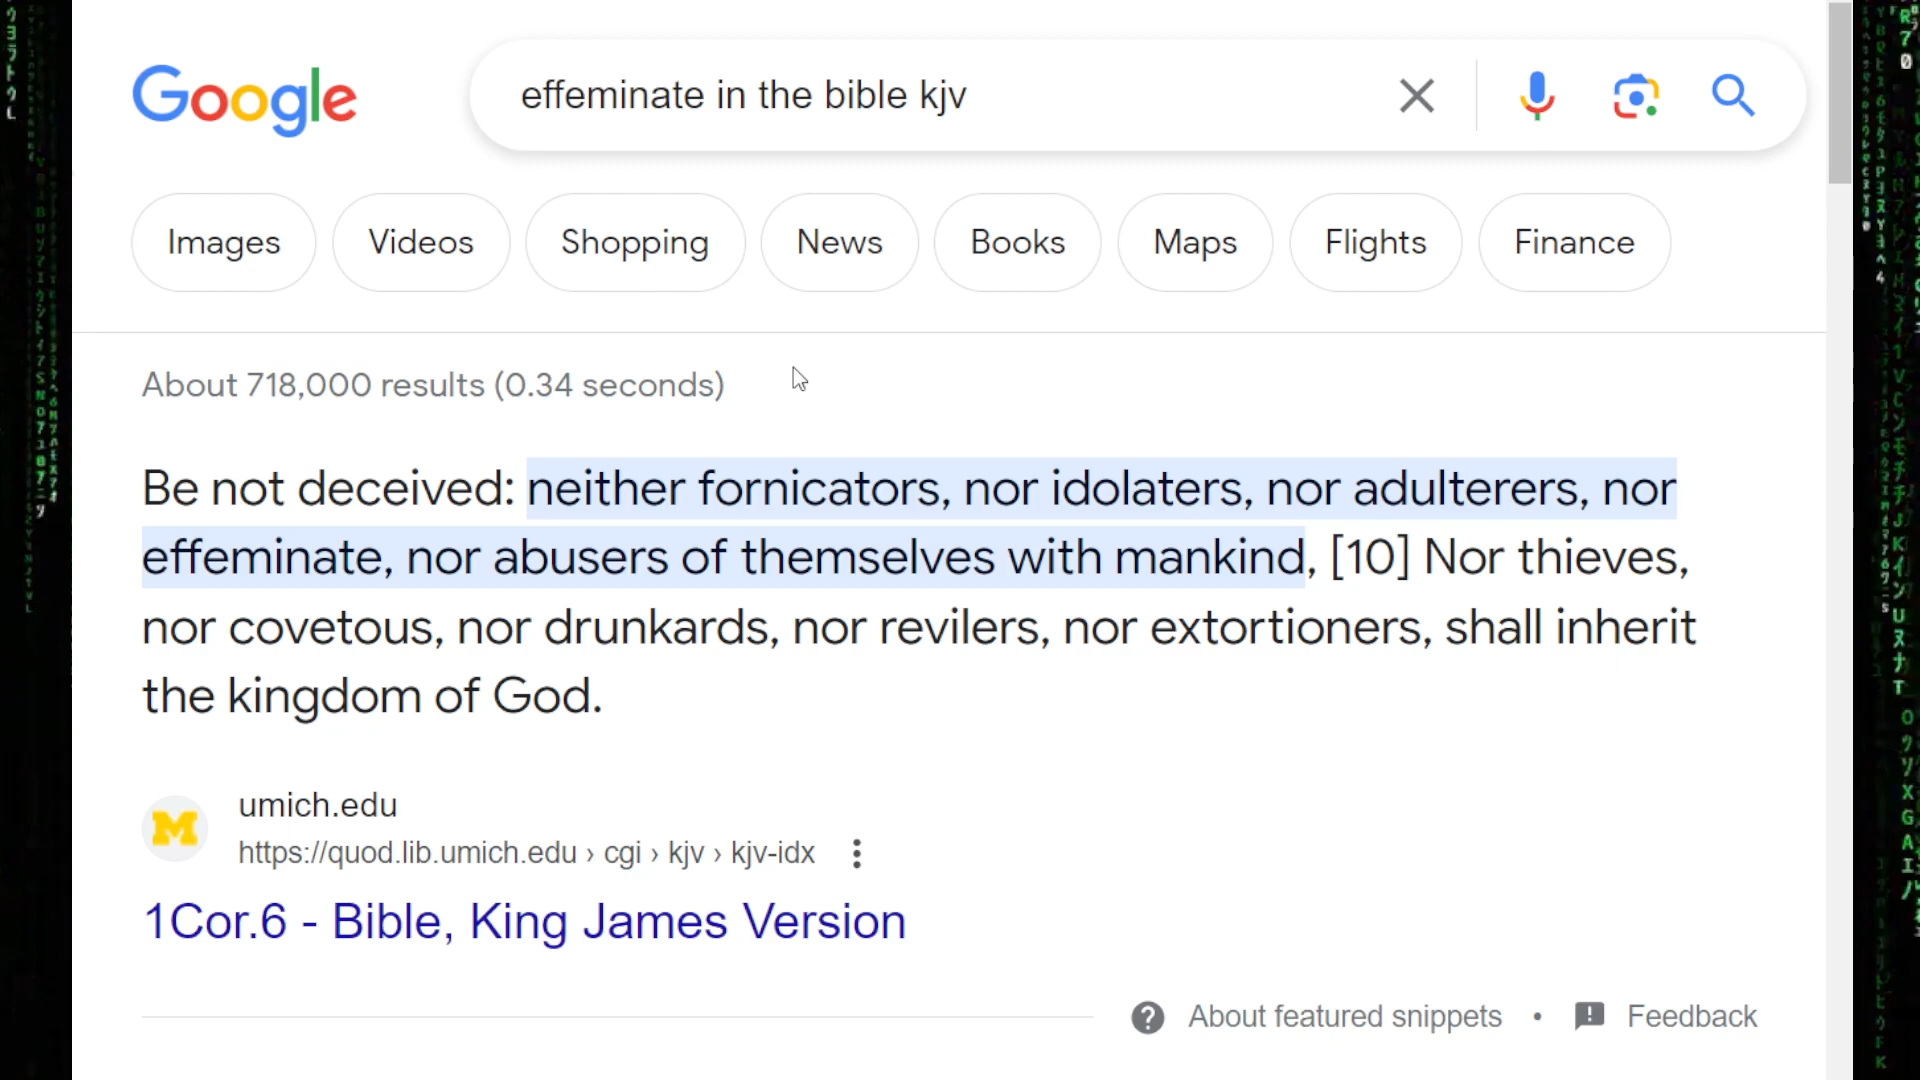 Google
effeminate in the bible kjv
Images Videos Shopping News Books Maps Flights Finance
About 718,000 results (0.34 seconds)
Be not deceived: neither fornicators, nor idolaters, nor adulterers, nor
effeminate, nor abusers of themselves with mankind, [10] Nor thieves,
nor covetous, nor drunkards, nor revilers, nor extortioners, shall inherit
the kingdom of God.
M
umich.edu
https://quod.lib.umich.edu › cgi › kjv › kjv-idx
1Cor.6 - Bible, King James Version
About featured snippets • Feedback